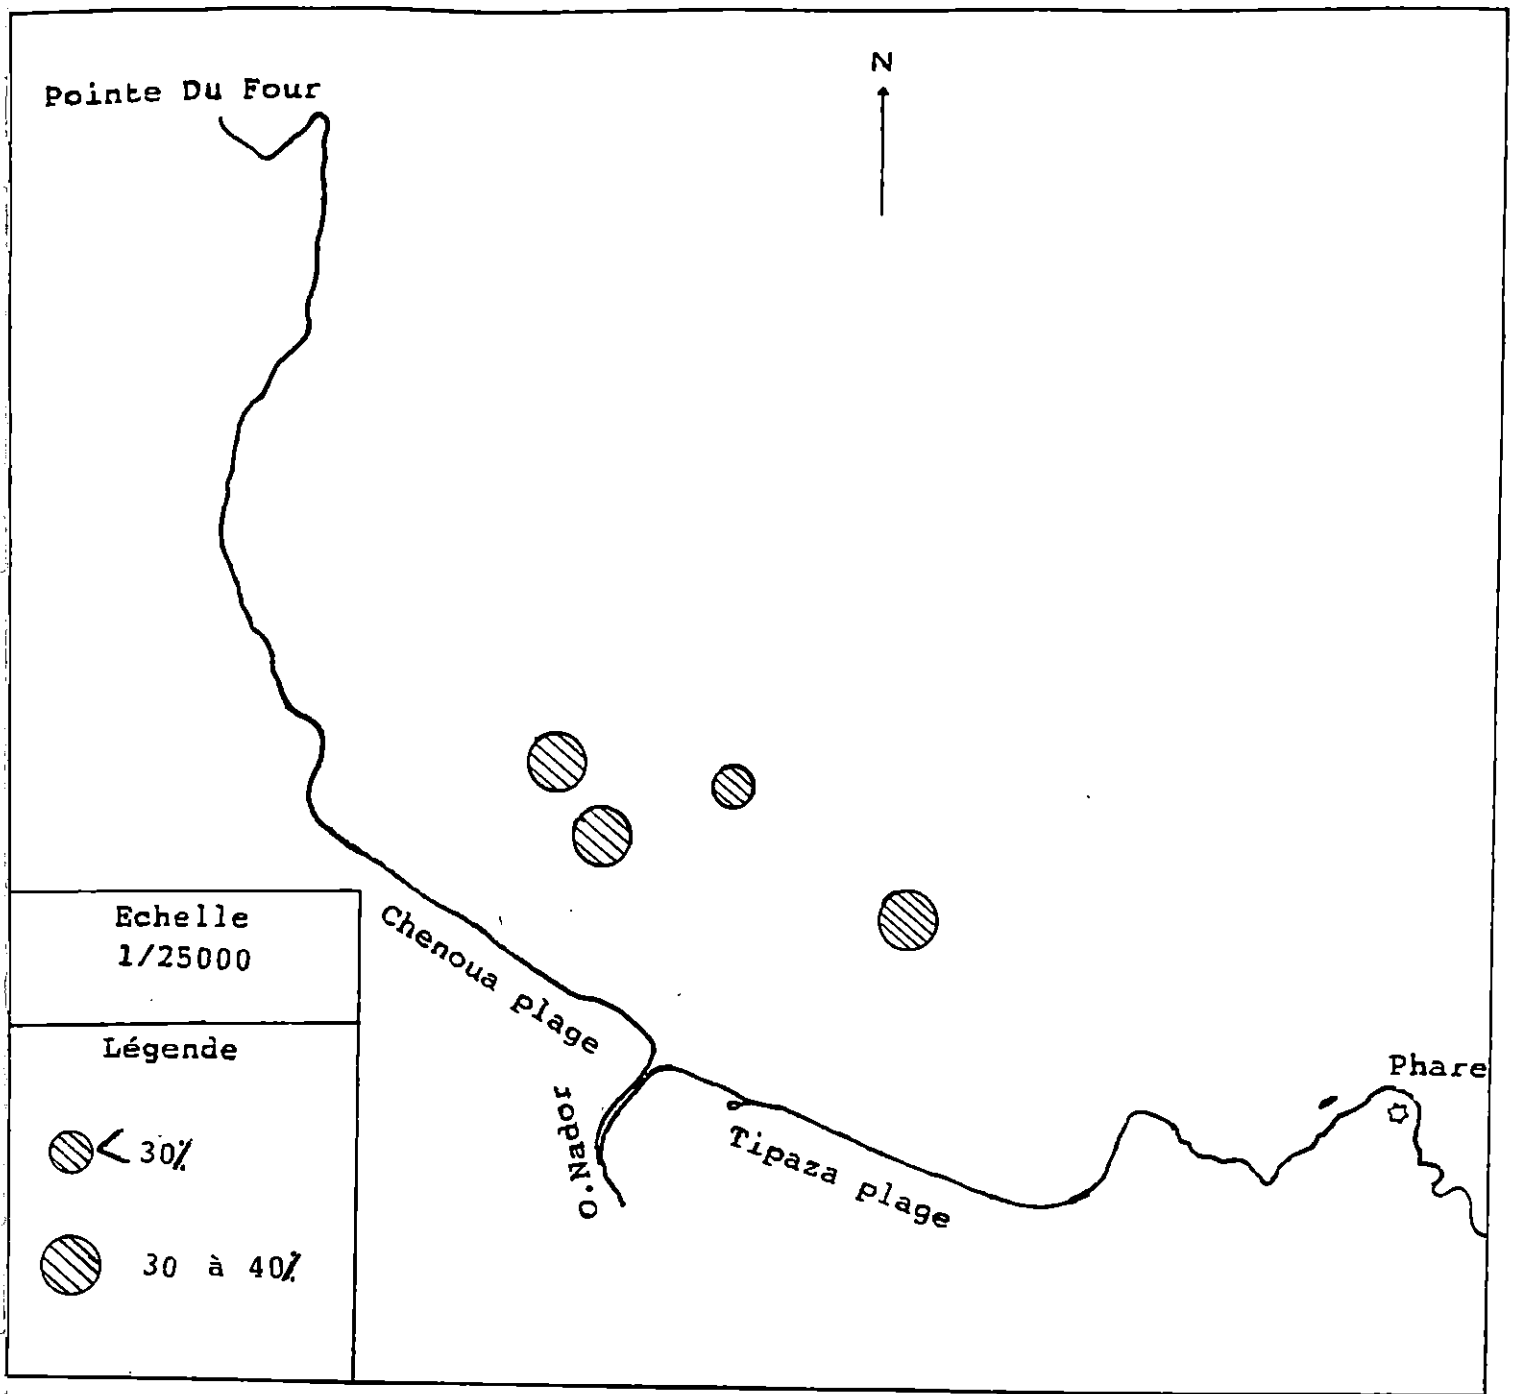 N
Pointe Du Four
Echelle
1/25000
Chenoua plage
Légende
Phare
O.Nador
Tipaza plage
< 30%
30 à 40%